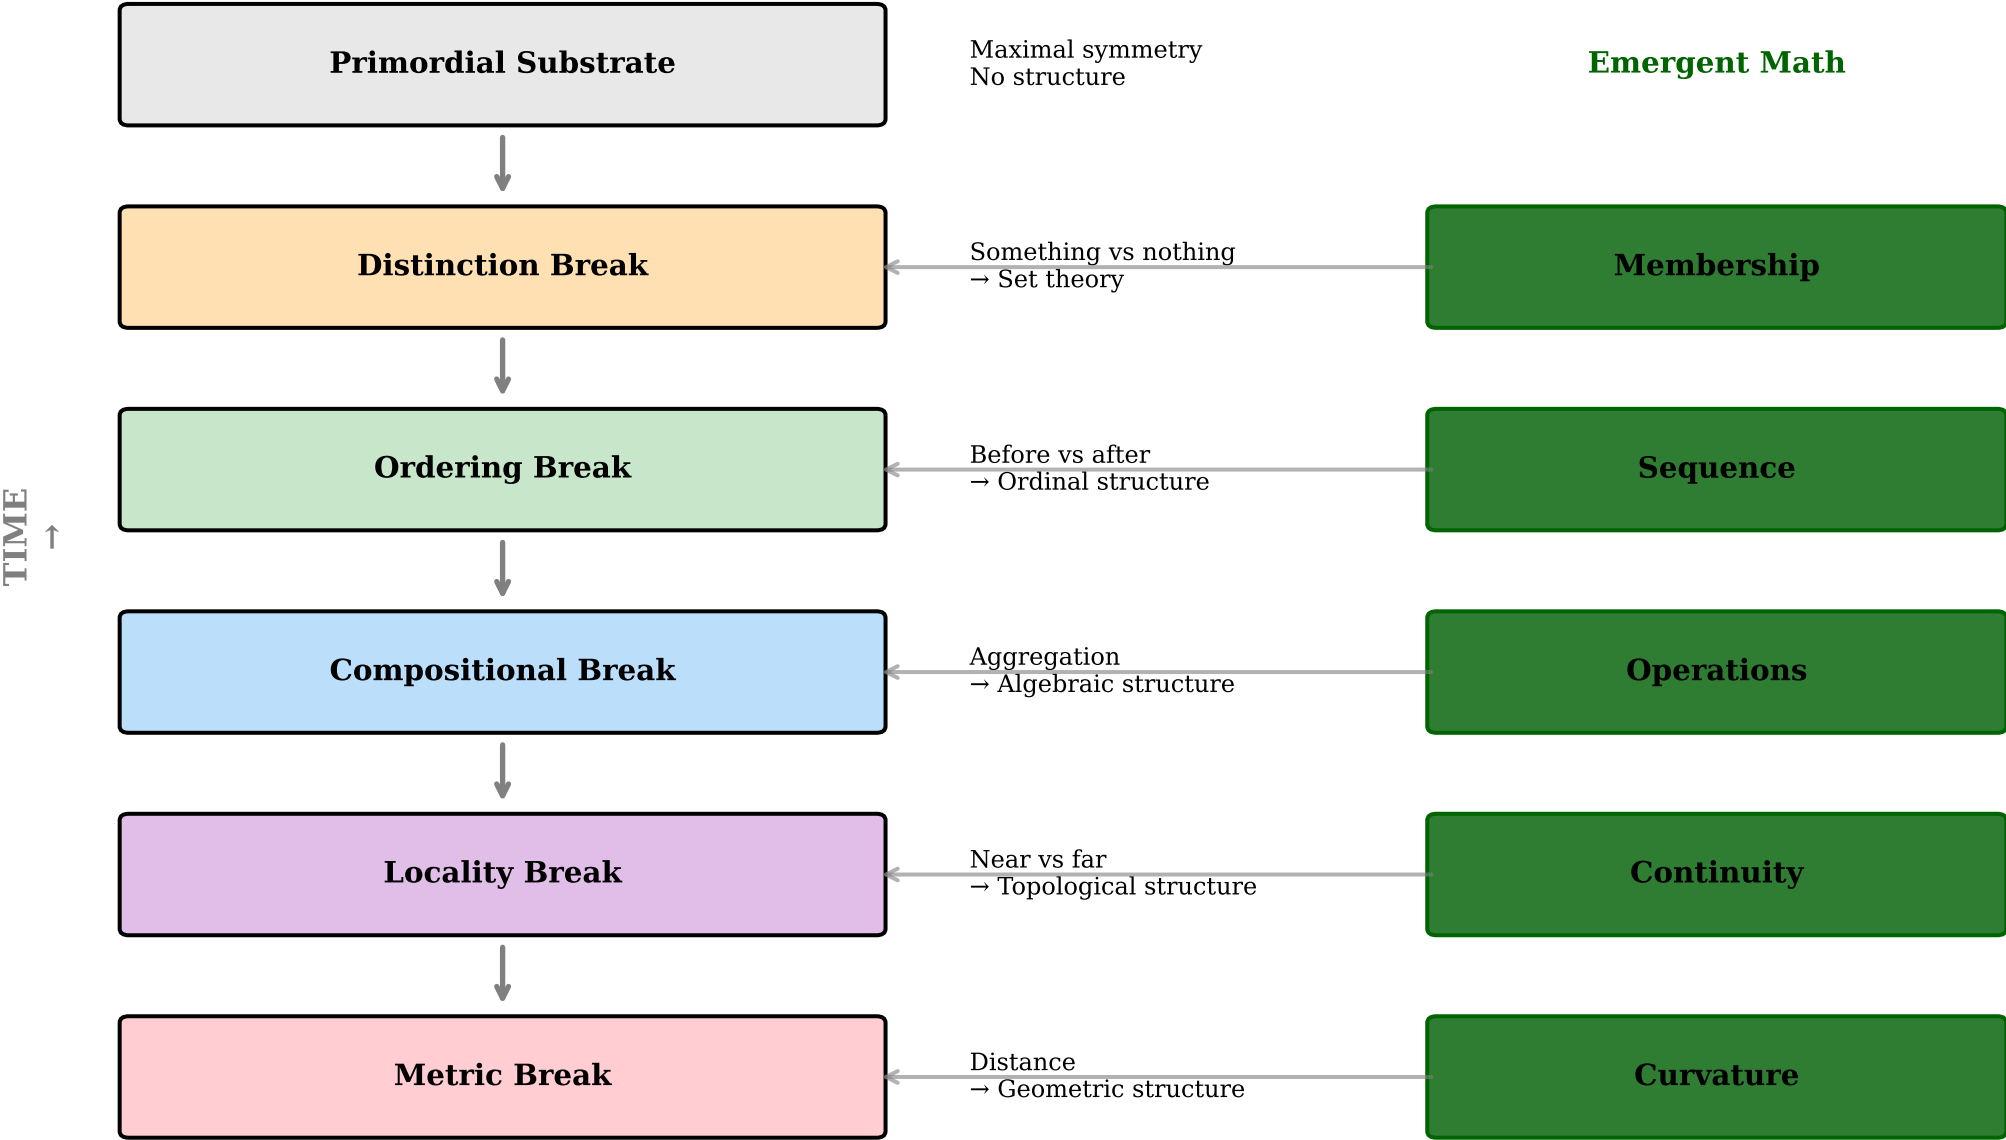 Primordial Substrate
Maximal symmetry
No structure
Emergent Math
Distinction Break
Something vs nothing
→ Set theory
Membership
Ordering Break
Before vs after
→ Ordinal structure
Sequence
TIME
→
Compositional Break
Aggregation
→ Algebraic structure
Operations
Locality Break
Near vs far
→ Topological structure
Continuity
Metric Break
Distance
→ Geometric structure
Curvature